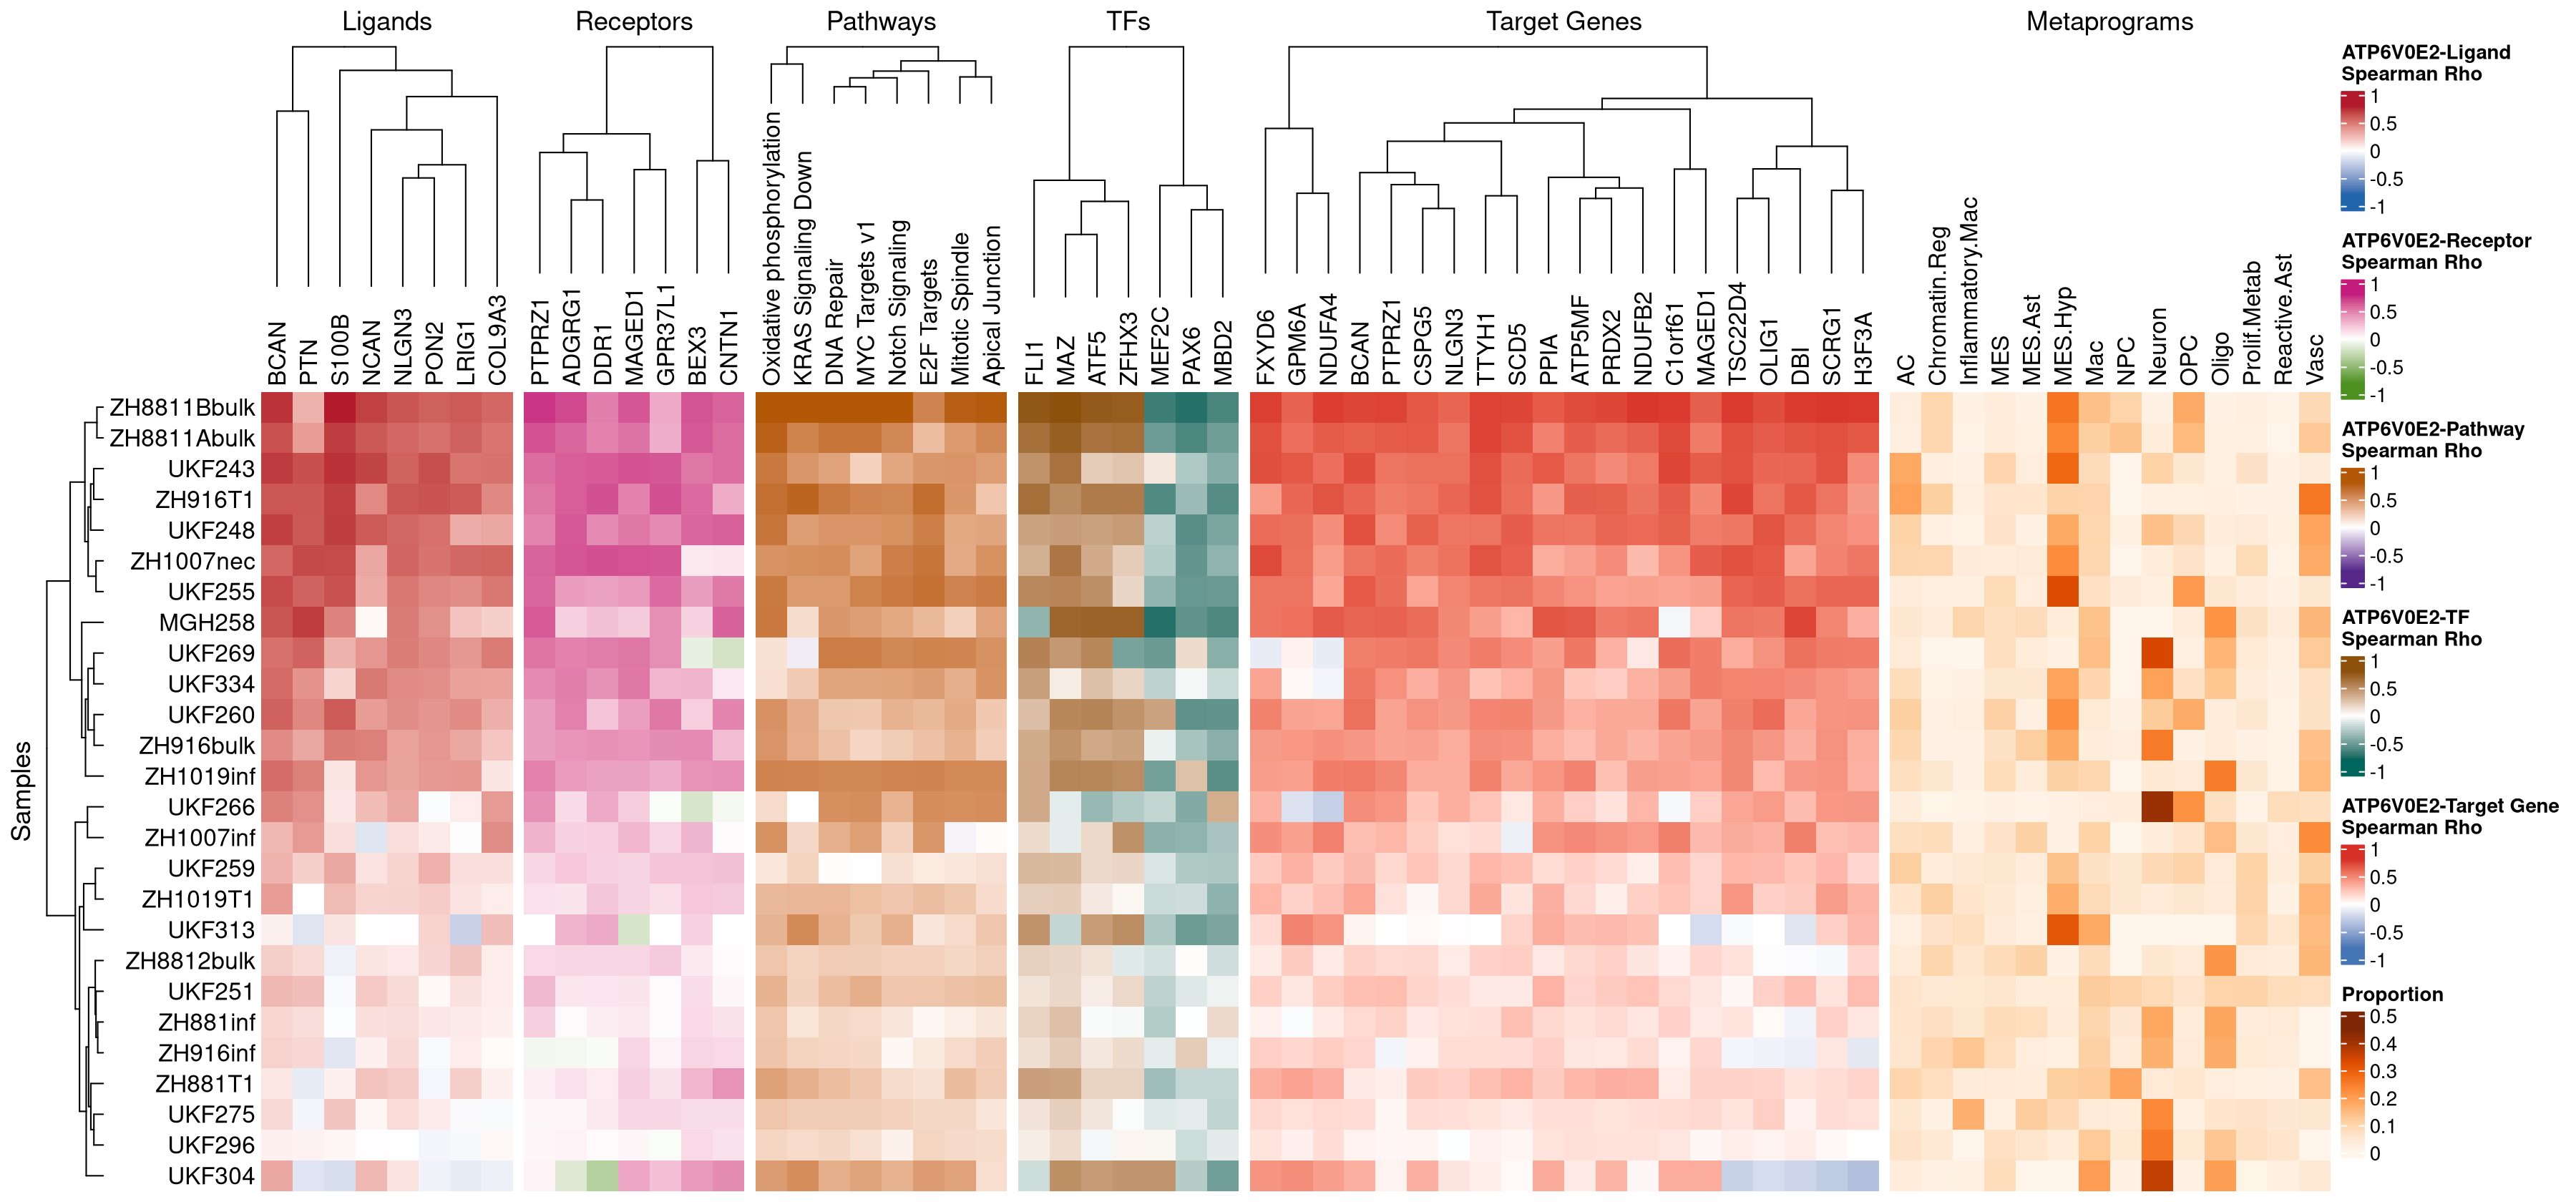 Ligands
Receptors
Pathways
TFs
Target Genes
Metaprograms
BCAN
PTN
S100B
NCAN
NLGN3
PON2
LRIG1
COL9A3
PTPRZ1
ADGRG1
DDR1
MAGED1
GPR37L1
BEX3
CNTN1
Oxidative phosphorylation
KRAS Signaling Down
DNA Repair
MYC Targets v1
Notch Signaling
E2F Targets
Mitotic Spindle
Apical Junction
FLI1
MAZ
ATF5
ZFHX3
MEF2C
PAX6
MBD2
FXYD6
GPM6A
NDUFA4
BCAN
PTPRZ1
CSPG5
NLGN3
TTYH1
SCD5
PPIA
ATP5MF
PRDX2
NDUFB2
C1orf61
MAGED1
TSC22D4
OLIG1
DBI
SCRG1
H3F3A
AC
Chromatin.Reg
Inflammatory.Mac
MES
MES.Ast
MES.Hyp
Mac
NPC
Neuron
OPC
Oligo
Prolif.Metab
Reactive.Ast
Vasc
Samples
ZH8811Bbulk
ZH8811Abulk
UKF243
ZH916T1
UKF248
ZH1007nec
UKF255
MGH258
UKF269
UKF334
UKF260
ZH916bulk
ZH1019inf
UKF266
ZH1007inf
UKF259
ZH1019T1
UKF313
ZH8812bulk
UKF251
ZH881inf
ZH916inf
ZH881T1
UKF275
UKF296
UKF304
ATP6V0E2-Ligand
Spearman Rho
1
0.5
0
-0.5
-1
ATP6V0E2-Receptor
Spearman Rho
1
0.5
0
-0.5
-1
ATP6V0E2-Pathway
Spearman Rho
1
0.5
0
-0.5
-1
ATP6V0E2-TF
Spearman Rho
1
0.5
0
-0.5
-1
ATP6V0E2-Target Gene
Spearman Rho
1
0.5
0
-0.5
-1
Proportion
0.5
0.4
0.3
0.2
0.1
0